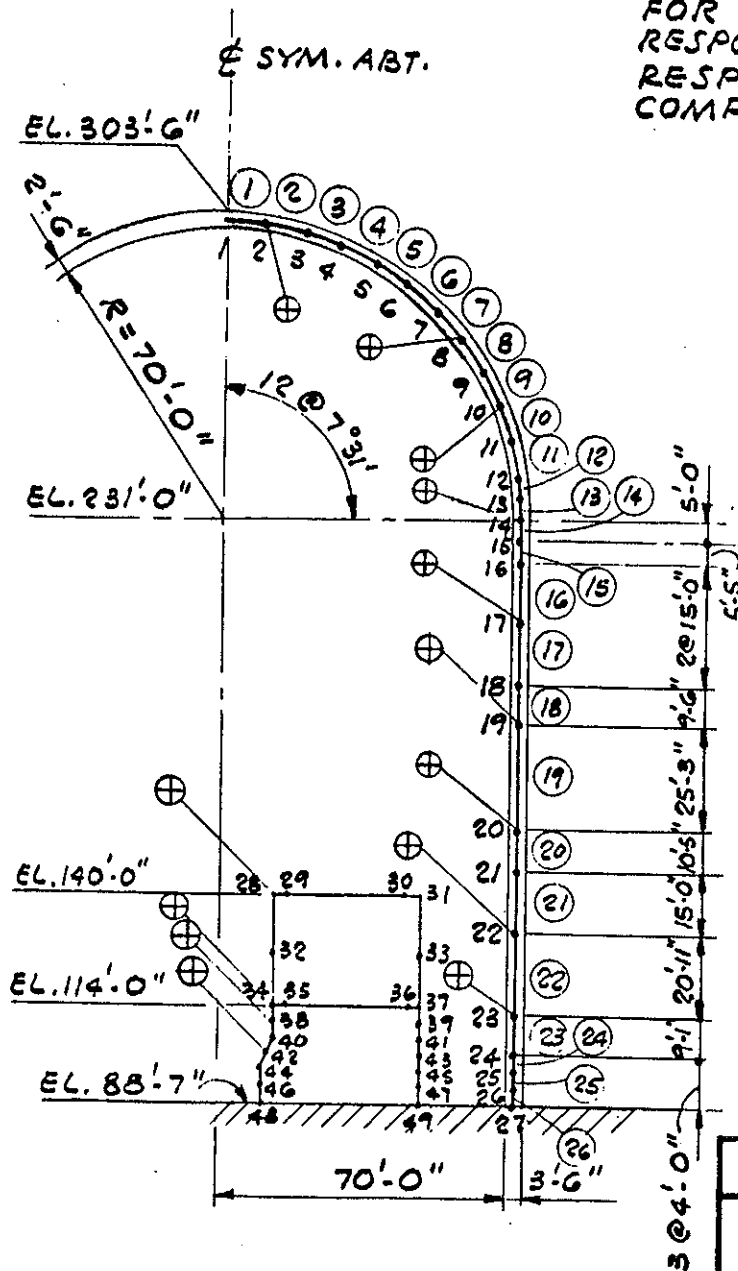 FOR
RESPO
RESP
COMP
₵ SYM. ABT.
EL. 303'-6"
2'-6"
R=70'-0"
12 @ 7°31'
EL. 231'-0"
1 2 3 4 5 6 7 8 9 10 11 12 13 14 15 16 17 18 19 20 21 22 23 24 25 26
1 2 3 4 5 6 7 8 9 10 11 12 13 14 15 16 17 18 19 20 21 22 23 24 25 26 27
5'-0"
5'-5"
2@15'-0"
9'-6"
25'-3"
10'-5"
15'-0"
20'-11"
9'-1"
3 @ 4'-0"
EL. 140'-0"
28 29 30 31
32 33
EL. 114'-0"
34 35 36 37
38 39
40 41
42 43
44 45
46 47
EL. 88'-7"
48 49
70'-0"
3'-6"